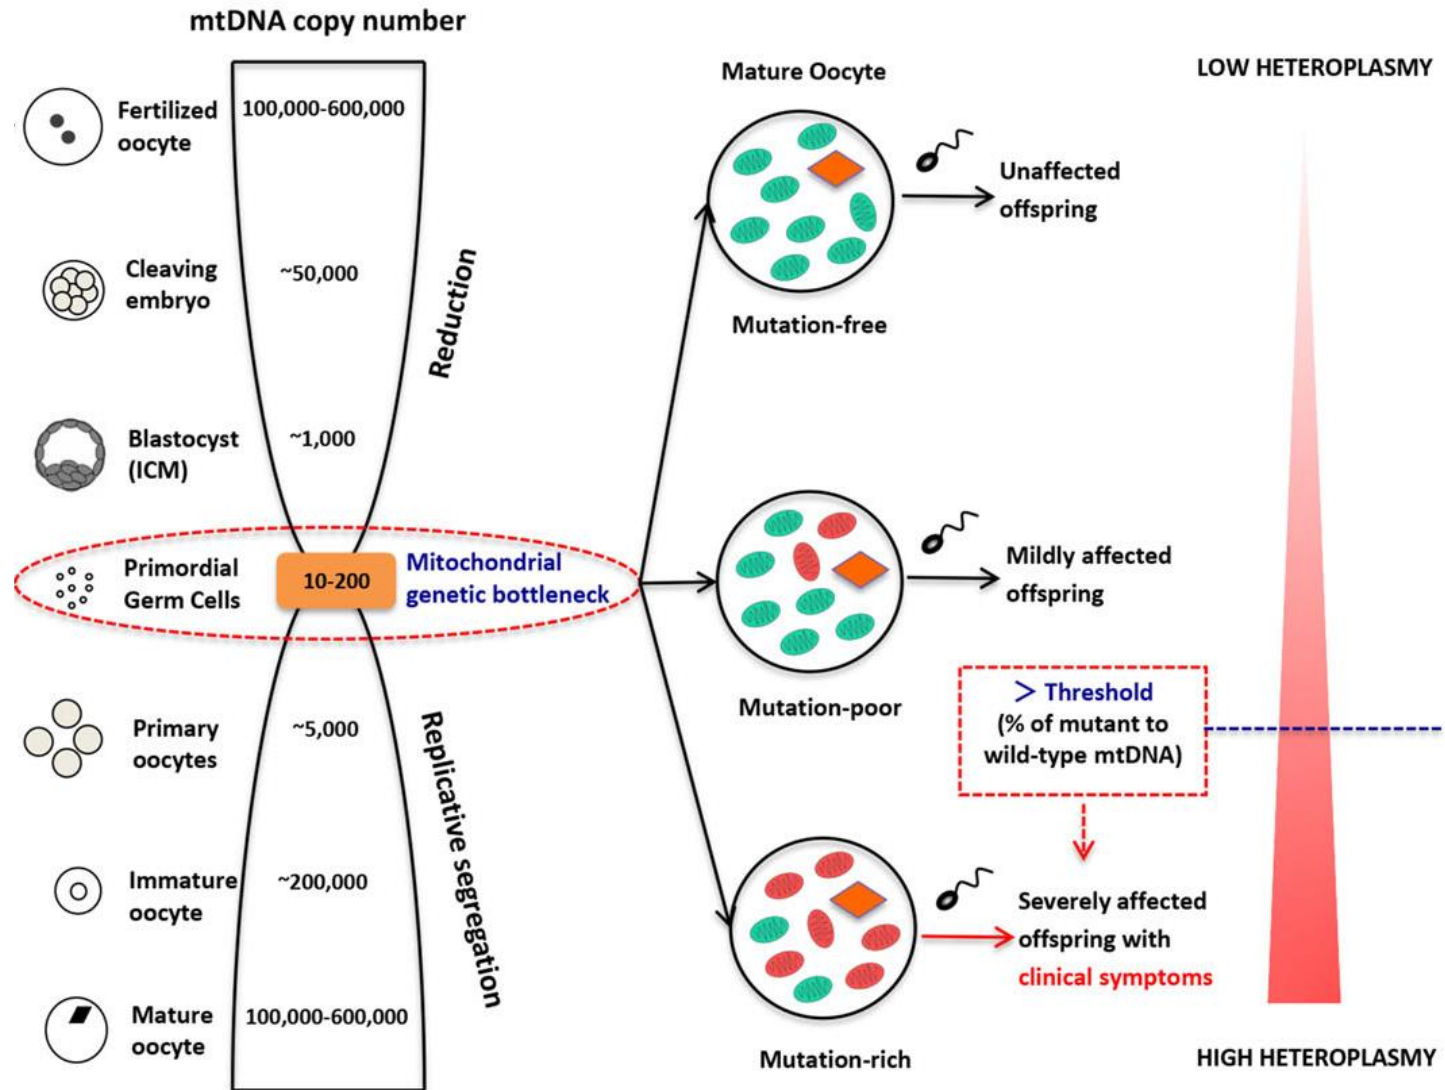 mtDNA copy number
Fertilized
oocyte
100,000-600,000
Cleaving
embryo
~50,000
Reduction
Blastocyst
(ICM)
~1,000
Primordial
Germ Cells
10-200
Mitochondrial
genetic bottleneck
Primary
oocytes
~5,000
Replicative segregation
Immature
oocyte
~200,000
Mature
oocyte
100,000-600,000
Mature Oocyte
Mutation-free
Unaffected
offspring
Mutation-poor
Mildly affected
offspring
> Threshold
(% of mutant to
wild-type mtDNA)
Mutation-rich
Severely affected
offspring with
clinical symptoms
LOW HETEROPLASMY
HIGH HETEROPLASMY